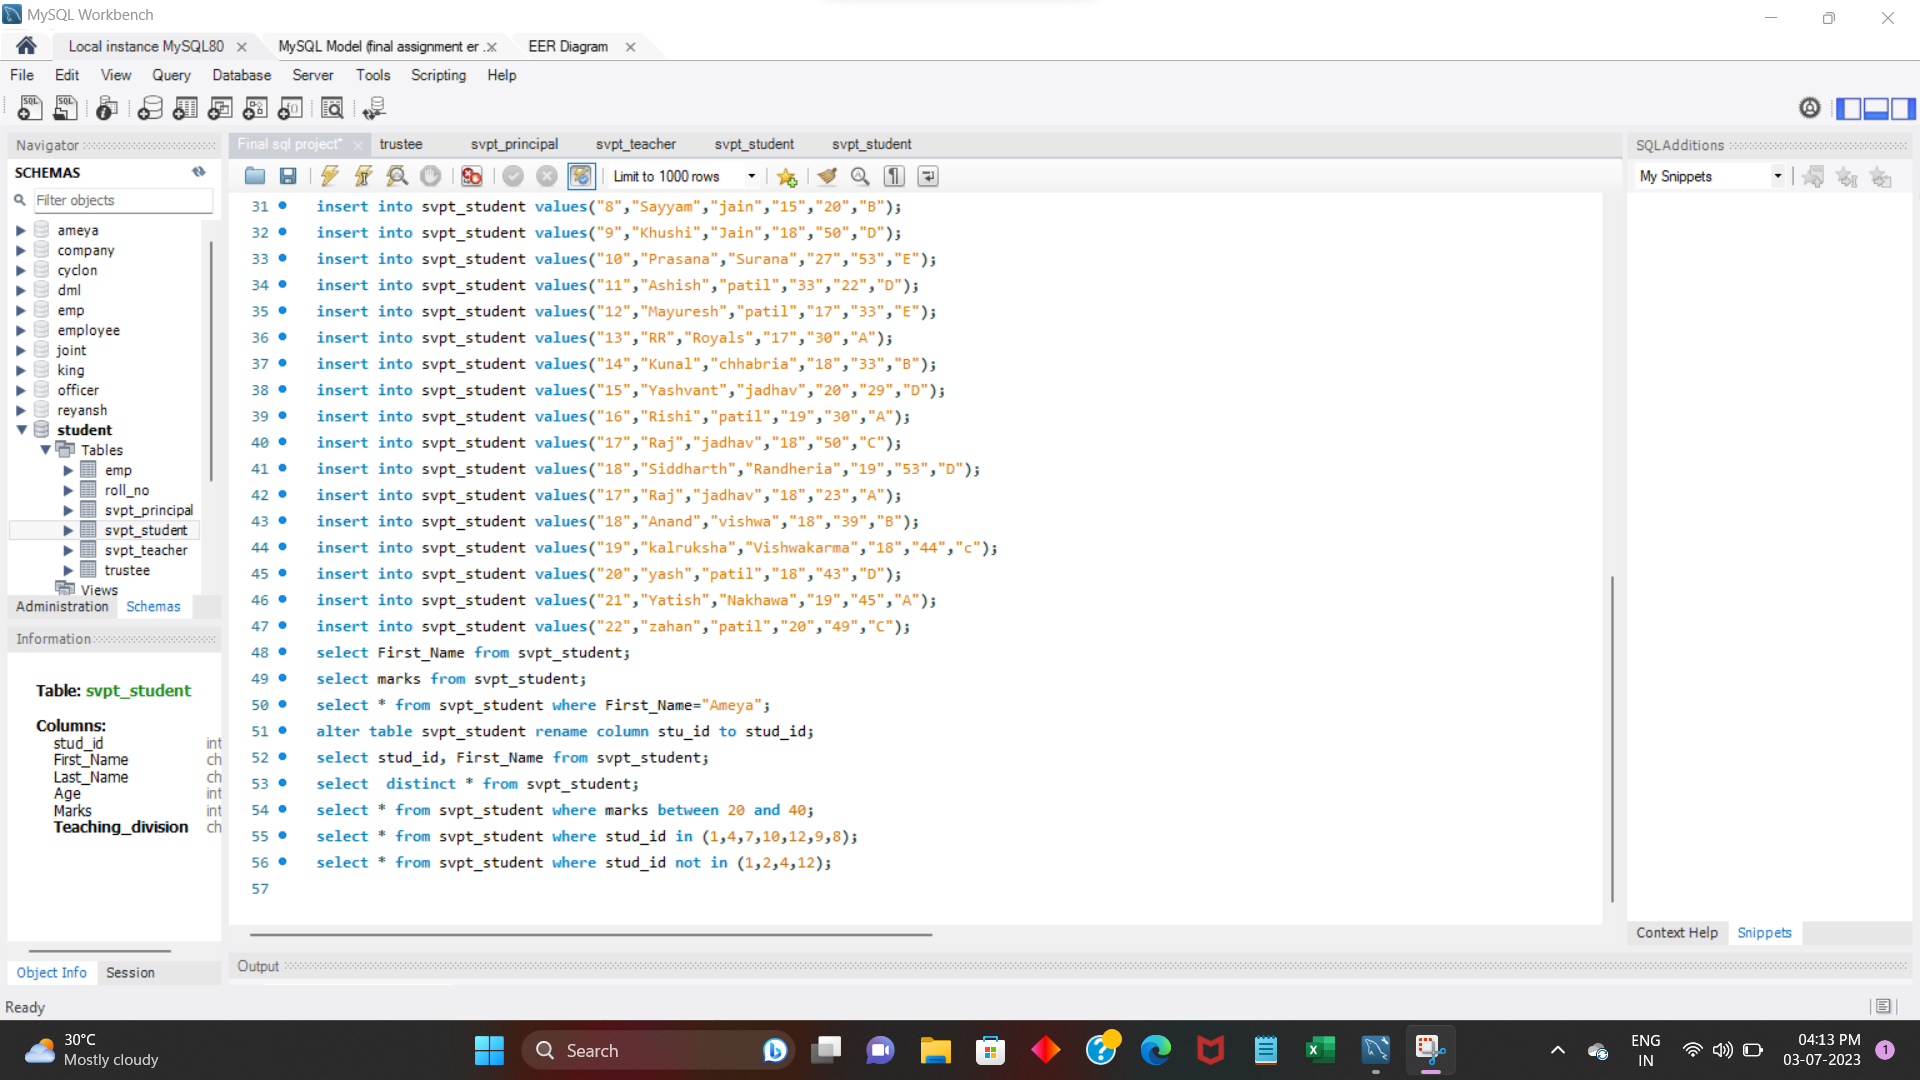 MySQL Workbench
Local instance MySQL80
MySQL Model (final assignment er ..
EER Diagram
File Edit View Query Database Server Tools Scripting Help
Navigator
SCHEMAS
Filter objects
ameya
company
cyclon
dml
emp
employee
joint
king
officer
reyansh
student
Tables
emp
roll_no
svpt_principal
svpt_student
svpt_teacher
trustee
Views
Administration Schemas
Information
Table: svpt_student
Columns:
stud_id int
First_Name ch
Last_Name ch
Age int
Marks int
Teaching_division ch
Object Info Session
Ready
Final sql project* trustee svpt_principal svpt_teacher svpt_student svpt_student
Limit to 1000 rows
31 insert into svpt_student values("8","Sayyam","jain","15","20","B");
32 insert into svpt_student values("9","Khushi","Jain","18","50","D");
33 insert into svpt_student values("10","Prasana","Surana","27","53","E");
34 insert into svpt_student values("11","Ashish","patil","33","22","D");
35 insert into svpt_student values("12","Mayuresh","patil","17","33","E");
36 insert into svpt_student values("13","RR","Royals","17","30","A");
37 insert into svpt_student values("14","Kunal","chhabria","18","33","B");
38 insert into svpt_student values("15","Yashvant","jadhav","20","29","D");
39 insert into svpt_student values("16","Rishi","patil","19","30","A");
40 insert into svpt_student values("17","Raj","jadhav","18","50","C");
41 insert into svpt_student values("18","Siddharth","Randheria","19","53","D");
42 insert into svpt_student values("17","Raj","jadhav","18","23","A");
43 insert into svpt_student values("18","Anand","vishwa","18","39","B");
44 insert into svpt_student values("19","kalruksha","Vishwakarma","18","44","c");
45 insert into svpt_student values("20","yash","patil","18","43","D");
46 insert into svpt_student values("21","Yatish","Nakhawa","19","45","A");
47 insert into svpt_student values("22","zahan","patil","20","49","C");
48 select First_Name from svpt_student;
49 select marks from svpt_student;
50 select * from svpt_student where First_Name="Ameya";
51 alter table svpt_student rename column stu_id to stud_id;
52 select stud_id, First_Name from svpt_student;
53 select  distinct * from svpt_student;
54 select * from svpt_student where marks between 20 and 40;
55 select * from svpt_student where stud_id in (1,4,7,10,12,9,8);
56 select * from svpt_student where stud_id not in (1,2,4,12);
57
Output
SQLAdditions
My Snippets
Context Help Snippets
30°C
Mostly cloudy
Search
ENG
IN
04:13 PM
03-07-2023
1